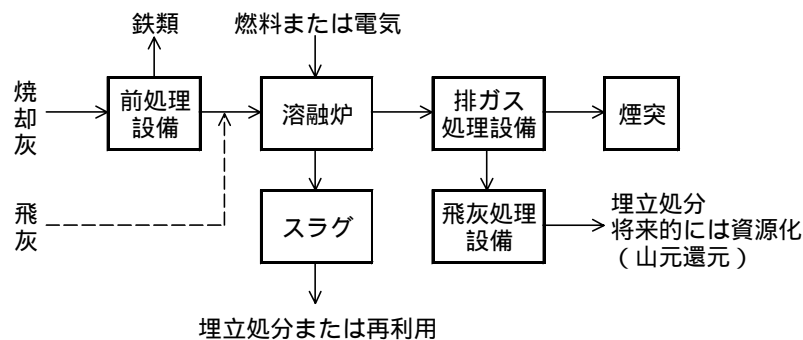 鉄類
燃料または電気
焼却灰
前処理
設備
溶融炉
排ガス
処理設備
煙突
飛灰
スラグ
飛灰処理
設備
埋立処分
将来的には資源化
（山元還元）
埋立処分または再利用